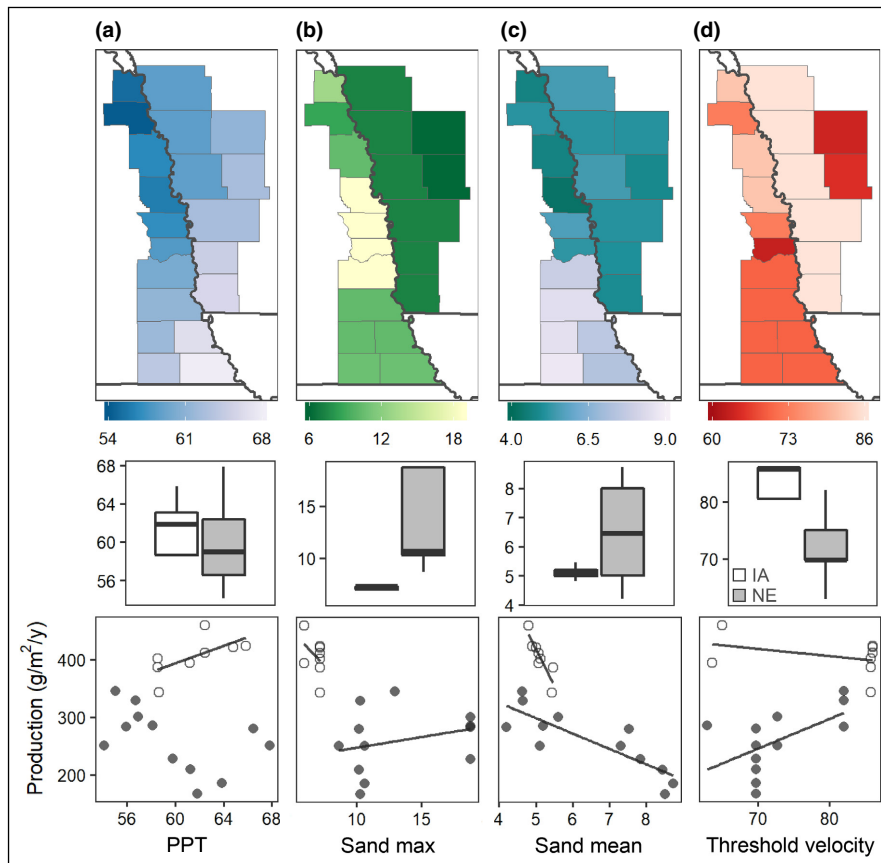 (a) (b) (c) (d)
54 61 68 6 12 19 4.0 6.5 9.0 60 73 86
68
64
60
56
15
10
8
7
6
5
4
80
70
IA
NE
Production (g/m²/y)
400
300
200
56 60 64 68 10 15 4 5 6 7 8 70 80
PPT Sand max Sand mean Threshold velocity